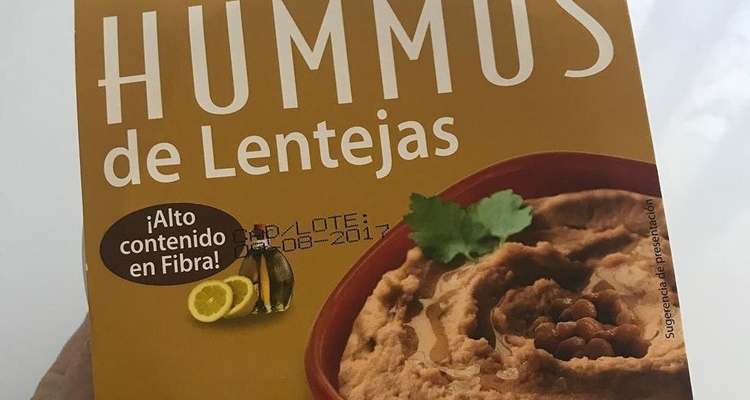 HUMMUS
de Lentejas
¡Alto
contenido
en Fibra!
CAD/LOTE:
-08-2017
Sugerencia de presentación